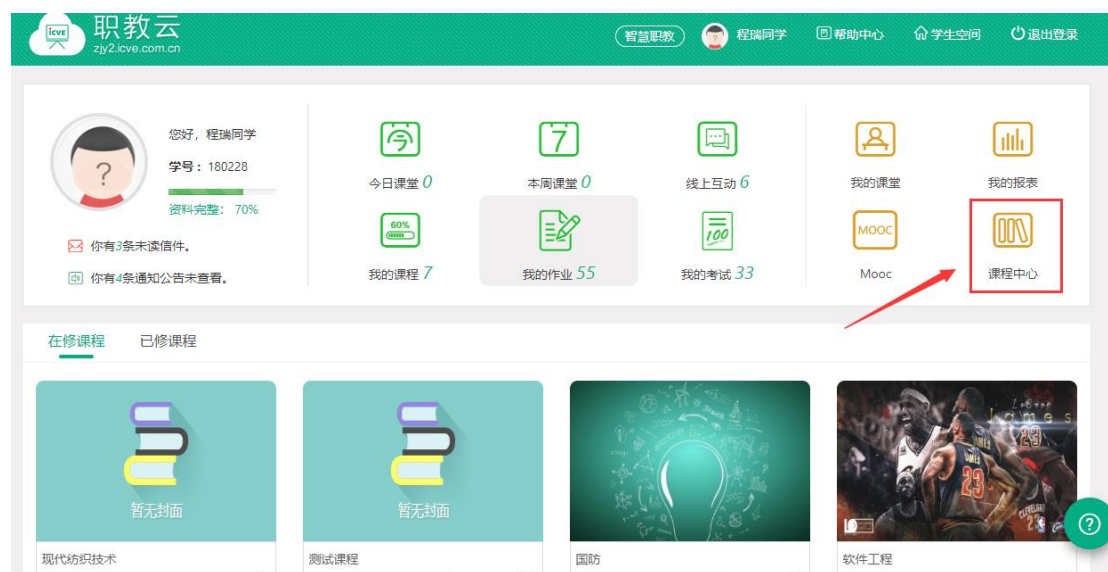 icve
职教云
zjy2.icve.com.cn
智慧职教
程瑞同学
帮助中心
学生空间
退出登录
您好，程瑞同学
学号：180228
资料完整： 70%
你有3条未读信件。
你有4条通知公告未查看。
今
今日课堂 0
7
本周课堂 0
线上互动 6
我的课堂
我的报表
60%
我的课程 7
我的作业 55
100
我的考试 33
MOOC
Mooc
课程中心
在修课程
已修课程
暂无封面
暂无封面
LeBron
James
23
23
现代纺织技术
测试课程
国防
软件工程